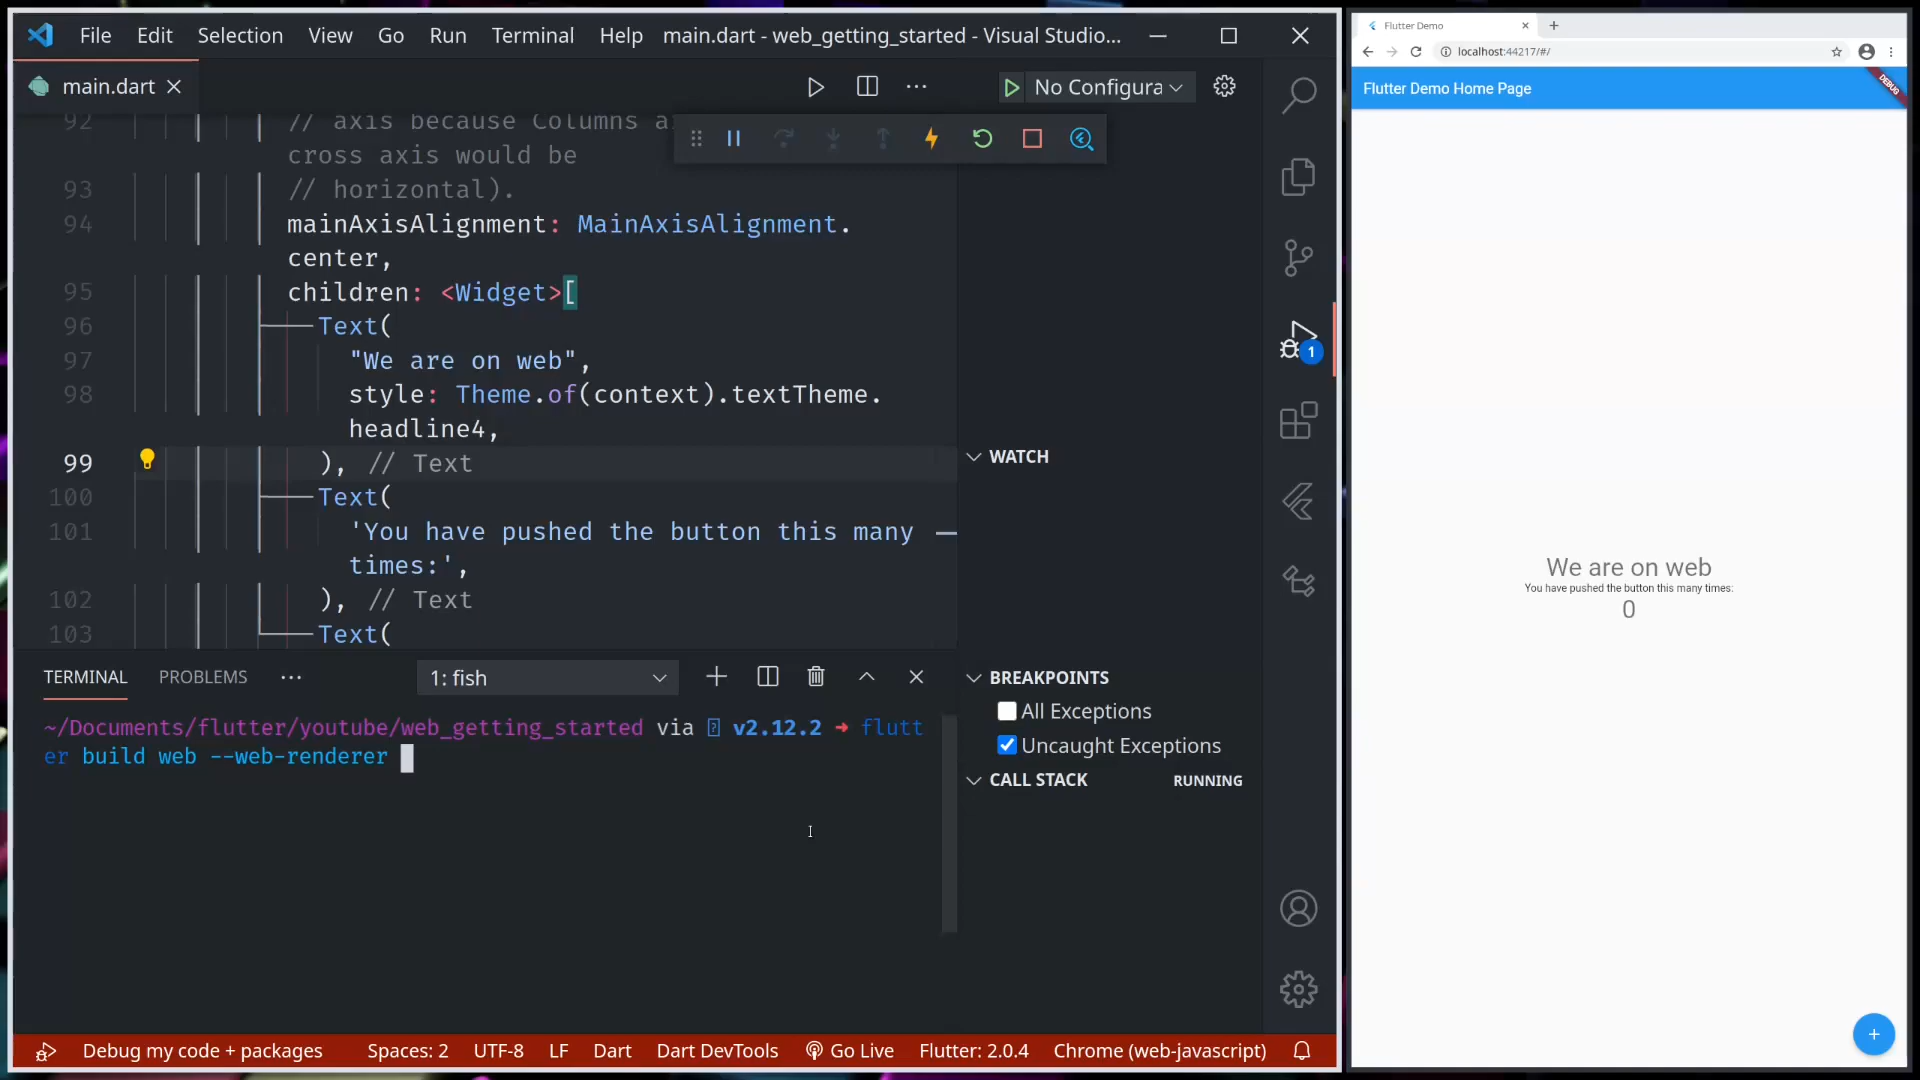 File Edit Selection View Go Run Terminal Help main.dart - web_getting_started - Visual Studio...
main.dart
No Configura
92 // axis because Columns a
cross axis would be
93 // horizontal).
94 mainAxisAlignment: MainAxisAlignment.
center,
95 children: <Widget>[
96 Text(
97 "We are on web",
98 style: Theme.of(context).textTheme.
headline4,
99 ), // Text
100 Text(
101 'You have pushed the button this many
times:',
102 ), // Text
103 Text(
WATCH
BREAKPOINTS
All Exceptions
Uncaught Exceptions
CALL STACK RUNNING
1
TERMINAL PROBLEMS ... 1: fish
~/Documents/flutter/youtube/web_getting_started via v2.12.2 ➜ flutt
er build web --web-renderer
Debug my code + packages Spaces: 2 UTF-8 LF Dart Dart DevTools Go Live Flutter: 2.0.4 Chrome (web-javascript)
Flutter Demo
localhost:44217/#/
Flutter Demo Home Page
DEBUG
We are on web
You have pushed the button this many times:
0
+